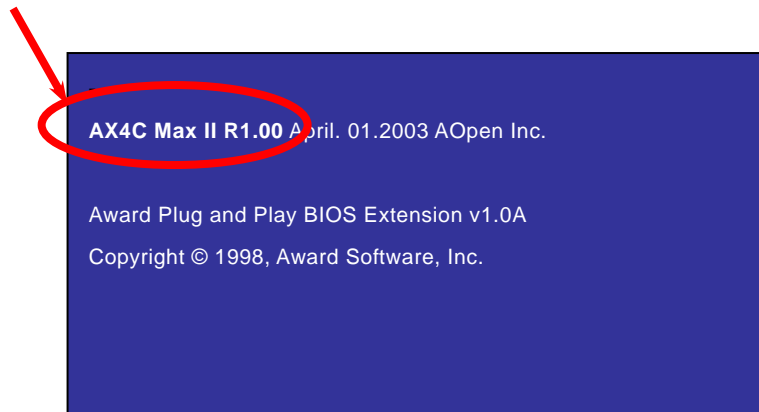 AX4C Max II R1.00 April. 01.2003 AOpen Inc.
Award Plug and Play BIOS Extension v1.0A
Copyright © 1998, Award Software, Inc.